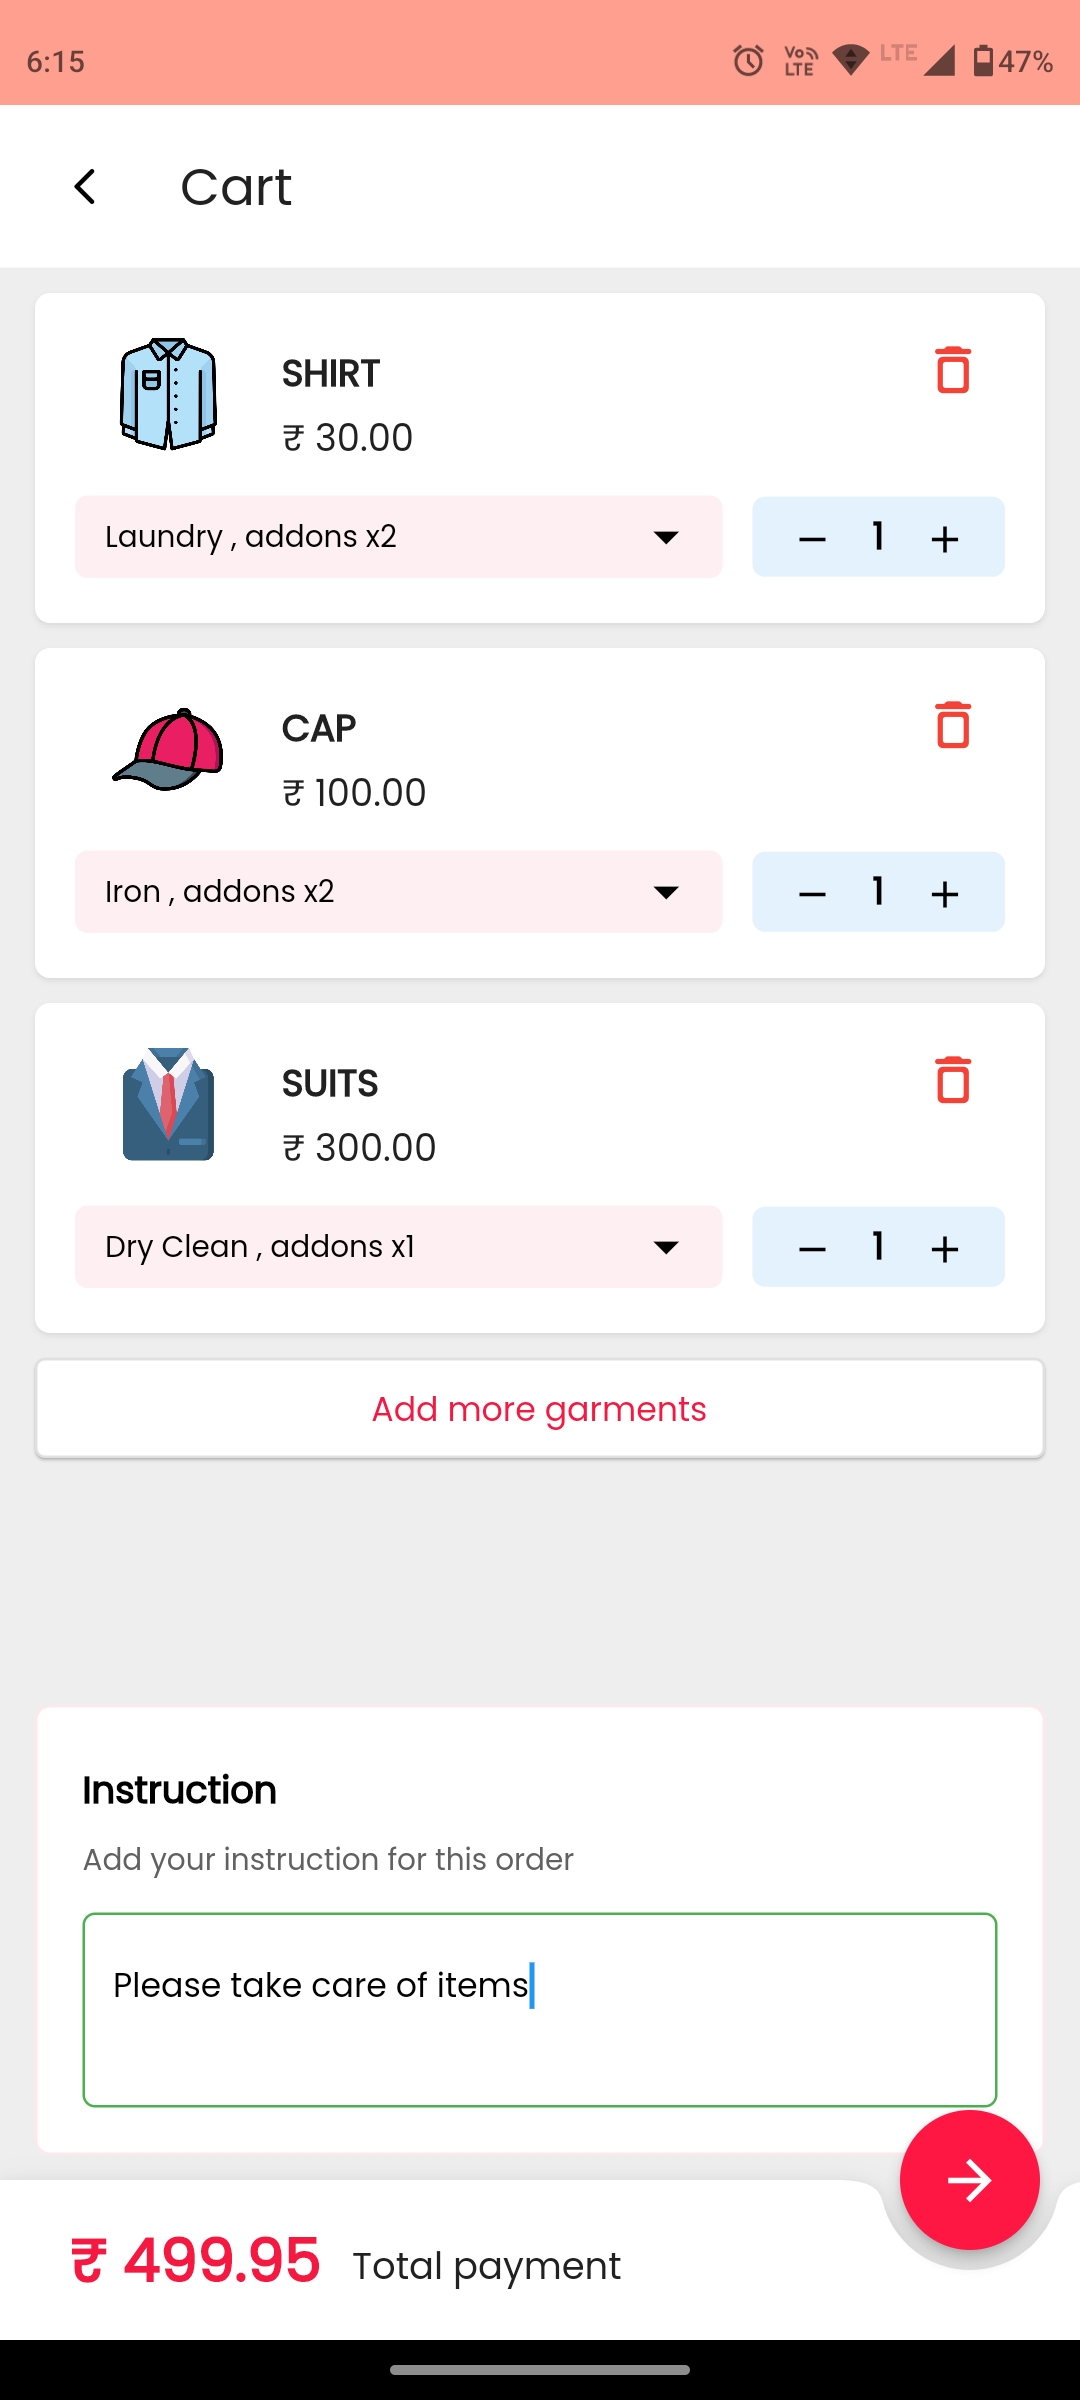 6:15
Vo LTE
LTE
47%
Cart
SHIRT
₹ 30.00
Laundry , addons x2
1
CAP
₹ 100.00
Iron , addons x2
1
SUITS
₹ 300.00
Dry Clean , addons x1
1
Add more garments
Instruction
Add your instruction for this order
Please take care of items
₹ 499.95 Total payment